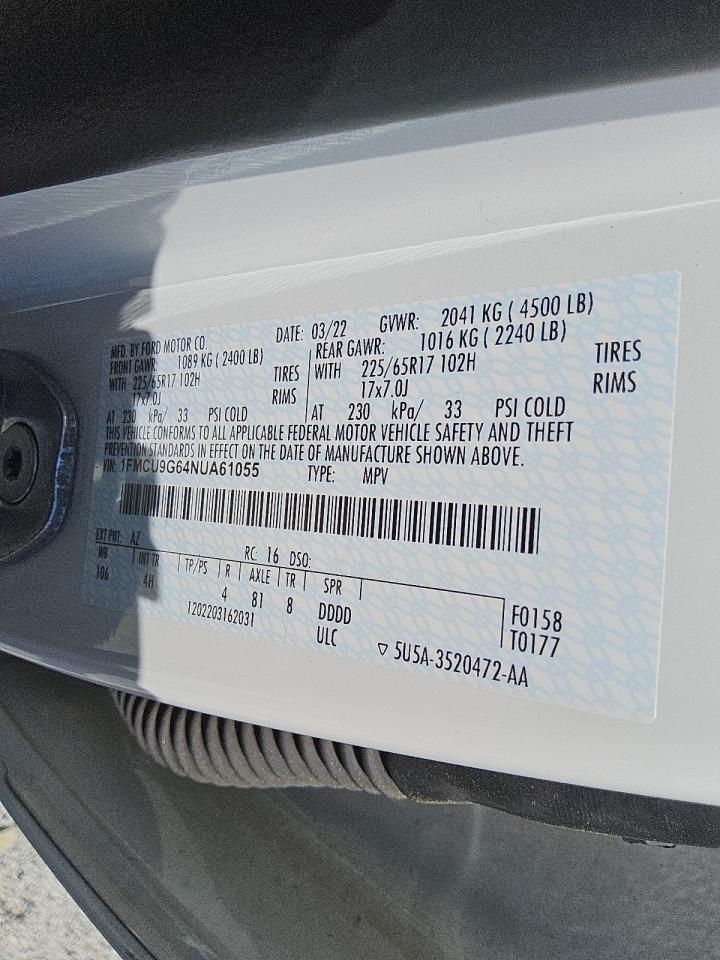 MFD. BY FORD MOTOR CO.
DATE: 03/22 GVWR: 2041 KG ( 4500 LB)
FRONT GAWR: 1089 KG ( 2400 LB)
REAR GAWR: 1016 KG ( 2240 LB)
WITH 225/65R17 102H TIRES
17x7.0J RIMS
AT 230 kPa/ 33 PSI COLD
WITH 225/65R17 102H TIRES
17x7.0J RIMS
AT 230 kPa/ 33 PSI COLD
THIS VEHICLE CONFORMS TO ALL APPLICABLE FEDERAL MOTOR VEHICLE SAFETY AND THEFT
PREVENTION STANDARDS IN EFFECT ON THE DATE OF MANUFACTURE SHOWN ABOVE.
VIN: 1FMCU9G64NUA61055 TYPE: MPV
EXT PNT: AZ RC: 16 DSO:
WB INT TR TP/PS R AXLE TR SPR
106 4H 4 81 8 DDDD F0158
1202203162031 ULC T0177
▽ 5U5A-3520472-AA